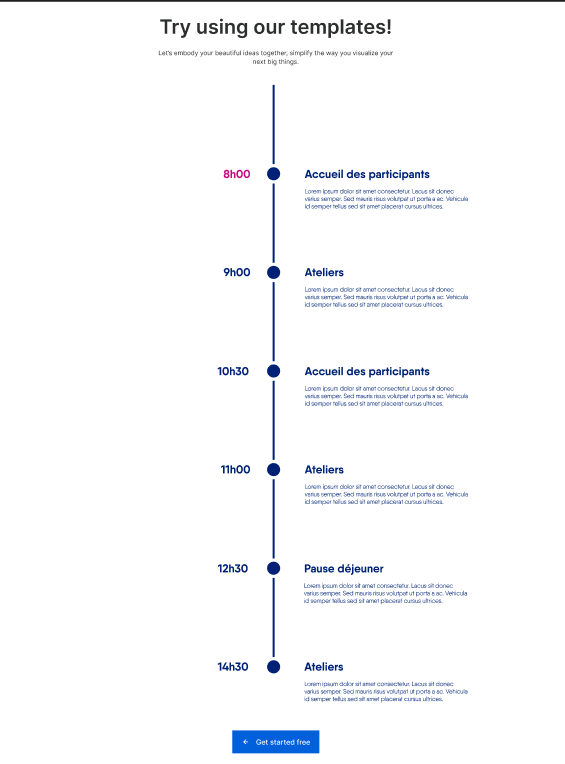 Try using our templates!
Let's embody your beautiful ideas together, simplify the way you visualize your
next big things.
8h00
Accueil des participants
Lorem ipsum dolor sit amet consectetur. Lacus sit donec
varius semper. Sed mauris risus volutpat ut porta a ac. Vehicula
id semper tellus sed sit amet placerat cursus ultrices.
9h00
Ateliers
Lorem ipsum dolor sit amet consectetur. Lacus sit donec
varius semper. Sed mauris risus volutpat ut porta a ac. Vehicula
id semper tellus sed sit amet placerat cursus ultrices.
10h30
Accueil des participants
Lorem ipsum dolor sit amet consectetur. Lacus sit donec
varius semper. Sed mauris risus volutpat ut porta a ac. Vehicula
id semper tellus sed sit amet placerat cursus ultrices.
11h00
Ateliers
Lorem ipsum dolor sit amet consectetur. Lacus sit donec
varius semper. Sed mauris risus volutpat ut porta a ac. Vehicula
id semper tellus sed sit amet placerat cursus ultrices.
12h30
Pause déjeuner
Lorem ipsum dolor sit amet consectetur. Lacus sit donec
varius semper. Sed mauris risus volutpat ut porta a ac. Vehicula
id semper tellus sed sit amet placerat cursus ultrices.
14h30
Ateliers
Lorem ipsum dolor sit amet consectetur. Lacus sit donec
varius semper. Sed mauris risus volutpat ut porta a ac. Vehicula
id semper tellus sed sit amet placerat cursus ultrices.
Get started free